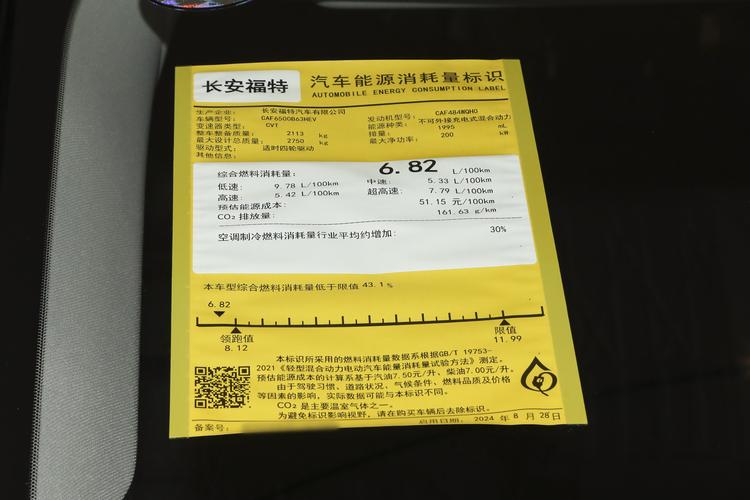 长安福特
汽车能源消耗量标识
AUTOMOBILE ENERGY CONSUMPTION LABEL
生产企业： 长安福特汽车有限公司
车辆型号： CAF6500B63HEV 发动机型号： CAF484WQHO
变速器类型： CVT 能源种类： 不可外接充电式混合动力
整车整备质量： 2113 kg 排量： 1995 mL
最大设计总质量： 2750 kg 最大净功率： 200 kW
驱动型式： 适时四轮驱动
其他信息：
综合燃料消耗量： 6.82 L/100km
低速： 9.78 L/100km 中速： 5.33 L/100km
高速： 5.42 L/100km 超高速： 7.79 L/100km
预估能源成本： 51.15 元/100km
CO₂ 排放量： 161.63 g/km
空调制冷燃料消耗量行业平均约增加： 30%
本车型综合燃料消耗量低于限值 43.1%
6.82
领跑值 限值
8.12 11.99
本标识所采用的燃料消耗量数据系根据GB/T 19753-
2021《轻型混合动力电动汽车能量消耗量试验方法》测定。
预估能源成本的计算系基于汽油7.50元/升、柴油7.00元/升。
由于驾驶习惯、道路状况、气候条件、燃料品质及价格
等因素的影响，实际数据可能与本标识不同。
CO₂ 是主要温室气体之一。
为避免标识影响视野，请在购买车辆后去除标识。
备案号： 启用日期： 2024 年 8 月 28 日